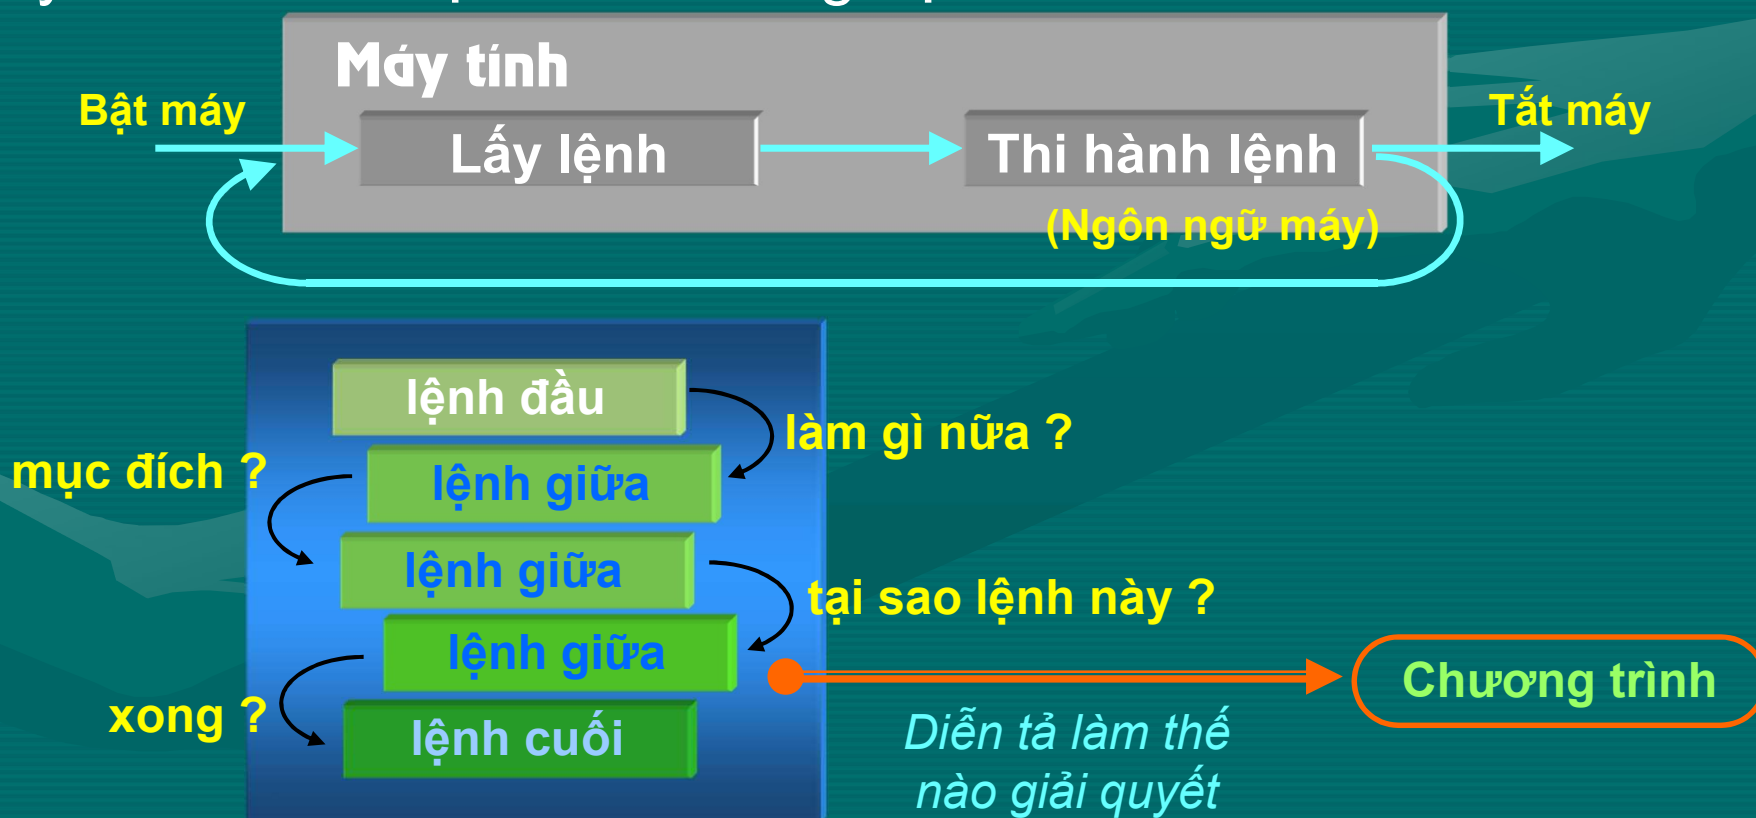 Máy tính
Bật máy
Tắt máy
Lấy lệnh
Thi hành lệnh
(Ngôn ngữ máy)
lệnh đầu
làm gì nữa ?
mục đích ?
lệnh giữa
lệnh giữa
tại sao lệnh này ?
lệnh giữa
Chương trình
xong ?
lệnh cuối
Diễn tả làm thế
nào giải quyết